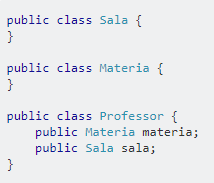 public class Sala {
}
public class Materia {
}
public class Professor {
    public Materia materia;
    public Sala sala;
}